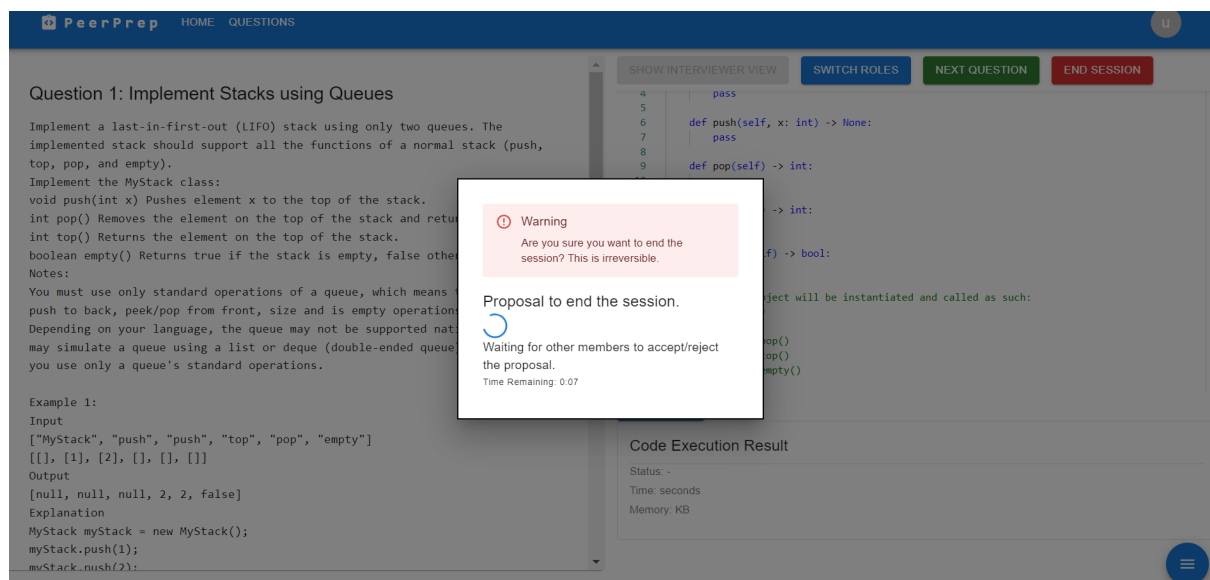 PeerPrep HOME QUESTIONS u
Question 1: Implement Stacks using Queues
Implement a last-in-first-out (LIFO) stack using only two queues. The
implemented stack should support all the functions of a normal stack (push,
top, pop, and empty).
Implement the MyStack class:
void push(int x) Pushes element x to the top of the stack.
int pop() Removes the element on the top of the stack and retu
int top() Returns the element on the top of the stack.
boolean empty() Returns true if the stack is empty, false other
Notes:
You must use only standard operations of a queue, which means
push to back, peek/pop from front, size and is empty operation
Depending on your language, the queue may not be supported nat
may simulate a queue using a list or deque (double-ended queue
you use only a queue's standard operations.
Example 1:
Input
["MyStack", "push", "push", "top", "pop", "empty"]
[[], [1], [2], [], [], []]
Output
[null, null, null, 2, 2, false]
Explanation
MyStack myStack = new MyStack();
myStack.push(1);
myStack.push(2);
SHOW INTERVIEWER VIEW SWITCH ROLES NEXT QUESTION END SESSION
4 pass
5
6 def push(self, x: int) -> None:
7 pass
8
9 def pop(self) -> int:
-> int:
f) -> bool:
ject will be instantiated and called as such:
pop()
top()
empty()
Warning
Are you sure you want to end the
session? This is irreversible.
Proposal to end the session.
Waiting for other members to accept/reject
the proposal.
Time Remaining: 0:07
Code Execution Result
Status: -
Time: seconds
Memory: KB